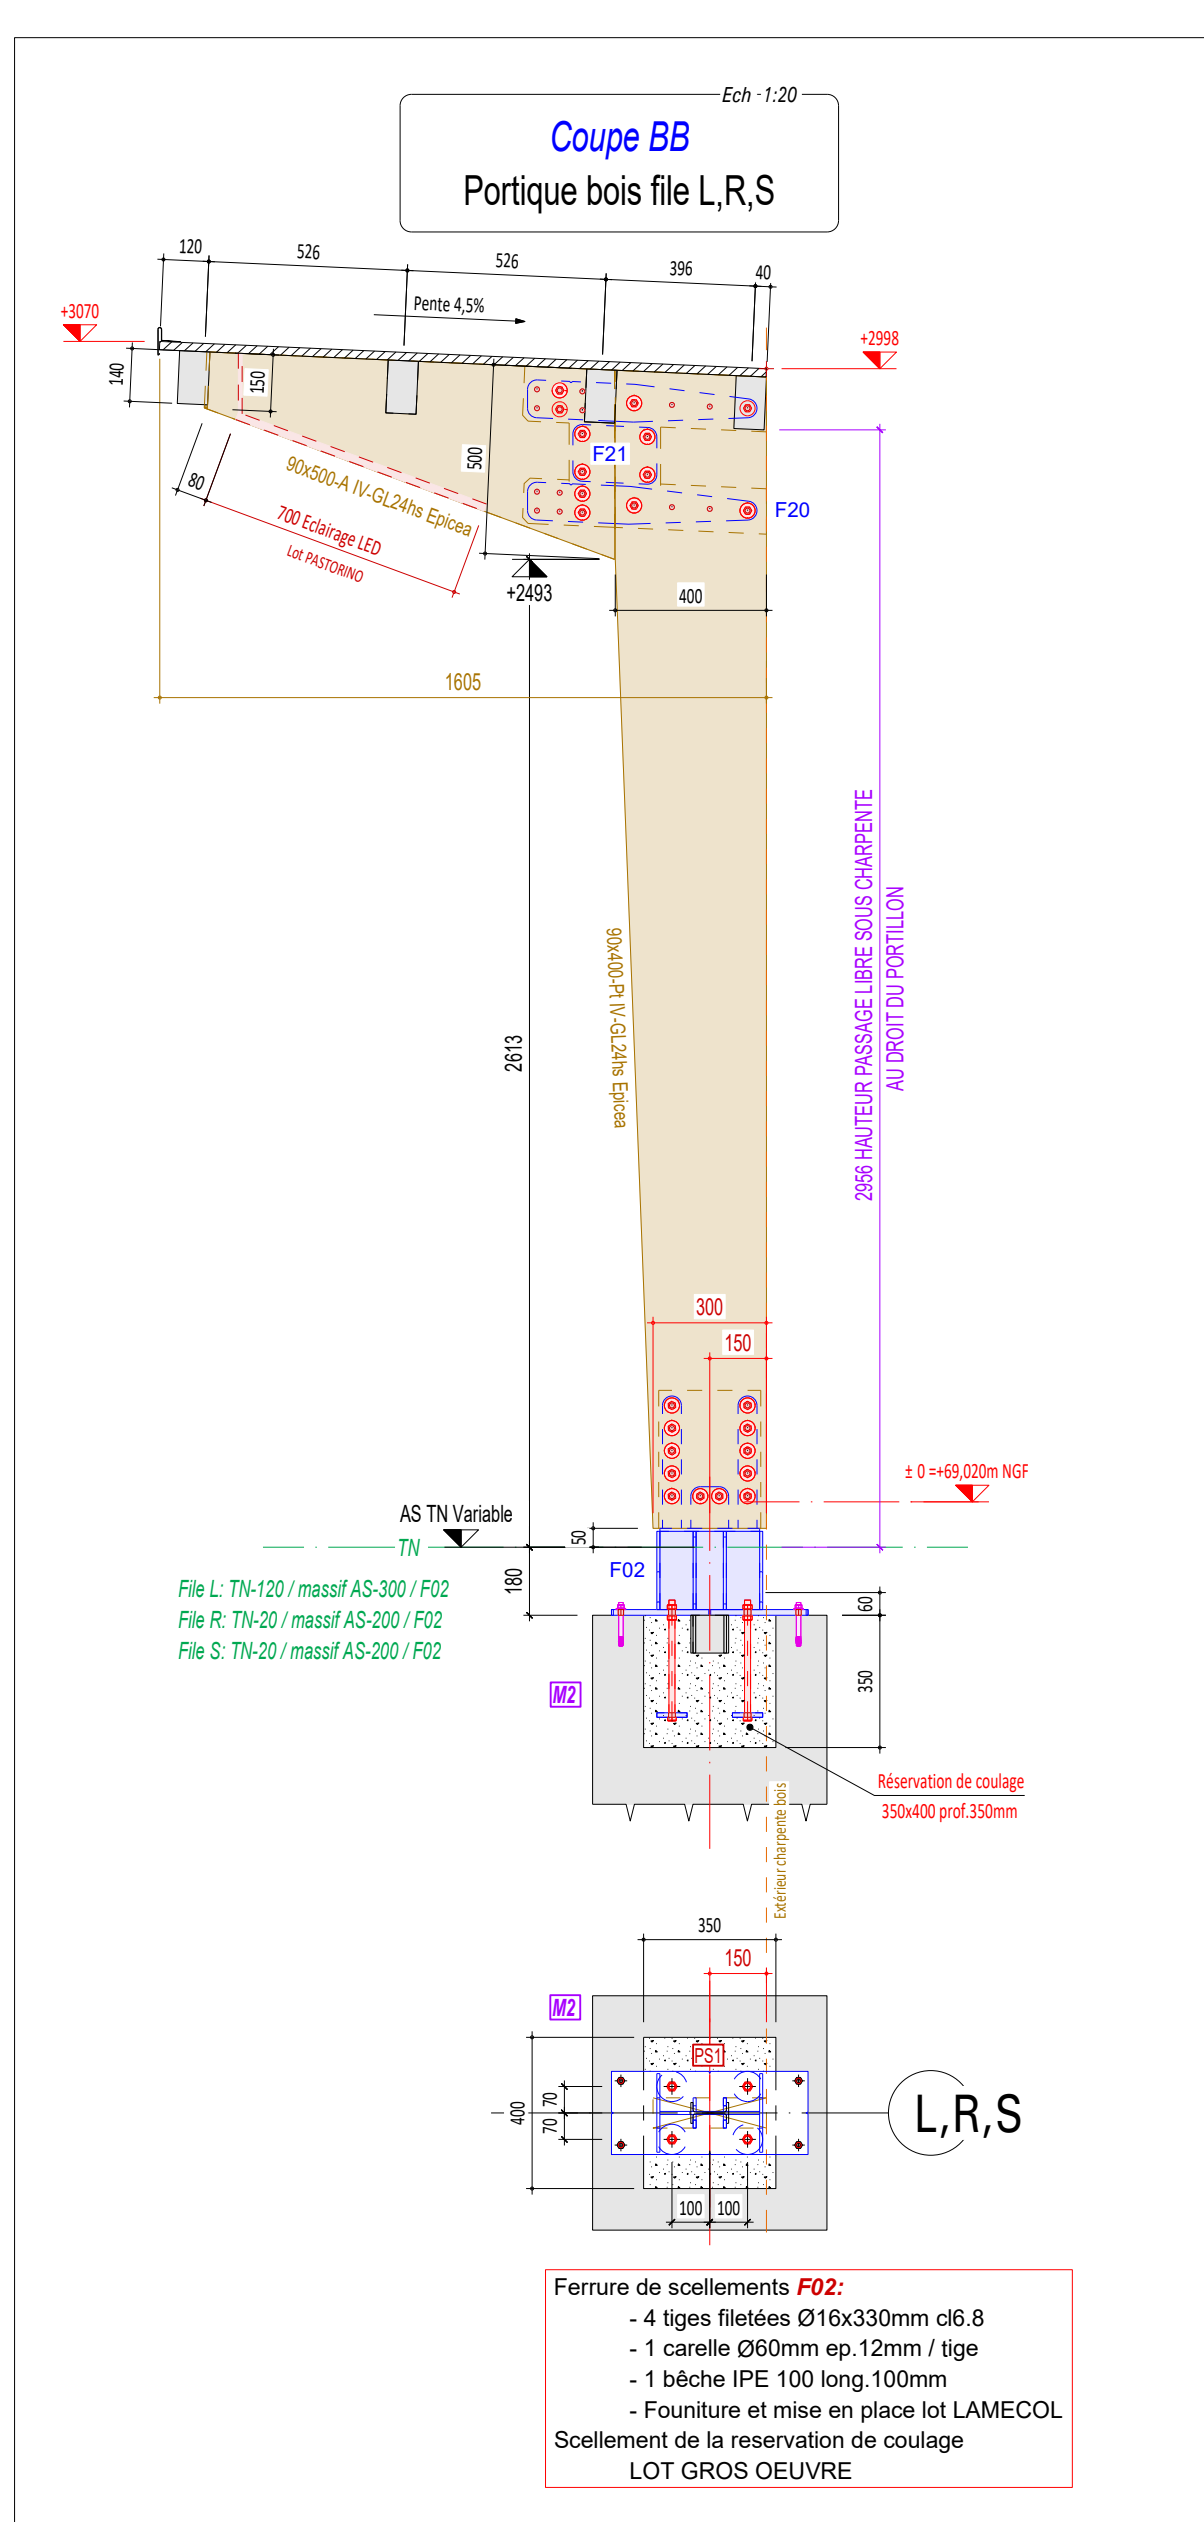 Ech - 1:20
Coupe BB
Portique bois file L,R,S
120
526
526
396
40
Pente 4,5%
+3070
+2998
140
150
500
F21
F20
80
90x500-A IV-GL24hs Epicea
700 Eclairage LED
Lot PASTORINO
+2493
400
1605
2613
90x400-Pt IV-GL24hs Epicea
2956 HAUTEUR PASSAGE LIBRE SOUS CHARPENTE
AU DROIT DU PORTILLON
300
150
± 0 =+69,020m NGF
AS TN Variable
TN
50
180
F02
60
File L: TN-120 / massif AS-300 / F02
File R: TN-20 / massif AS-200 / F02
File S: TN-20 / massif AS-200 / F02
M2
350
Réservation de coulage
350x400 prof.350mm
Extérieur charpente bois
350
150
M2
PS1
400
70
70
L,R,S
100
100
Ferrure de scellements F02:
- 4 tiges filetées Ø16x330mm cl6.8
- 1 carelle Ø60mm ep.12mm / tige
- 1 bêche IPE 100 long.100mm
- Founiture et mise en place lot LAMECOL
Scellement de la reservation de coulage
LOT GROS OEUVRE